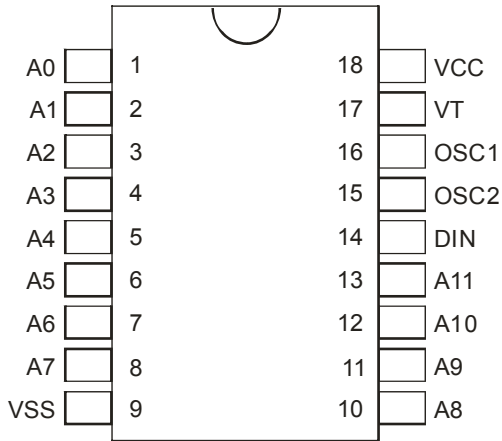 A0 1 18 VCC
A1 2 17 VT
A2 3 16 OSC1
A3 4 15 OSC2
A4 5 14 DIN
A5 6 13 A11
A6 7 12 A10
A7 8 11 A9
VSS 9 10 A8